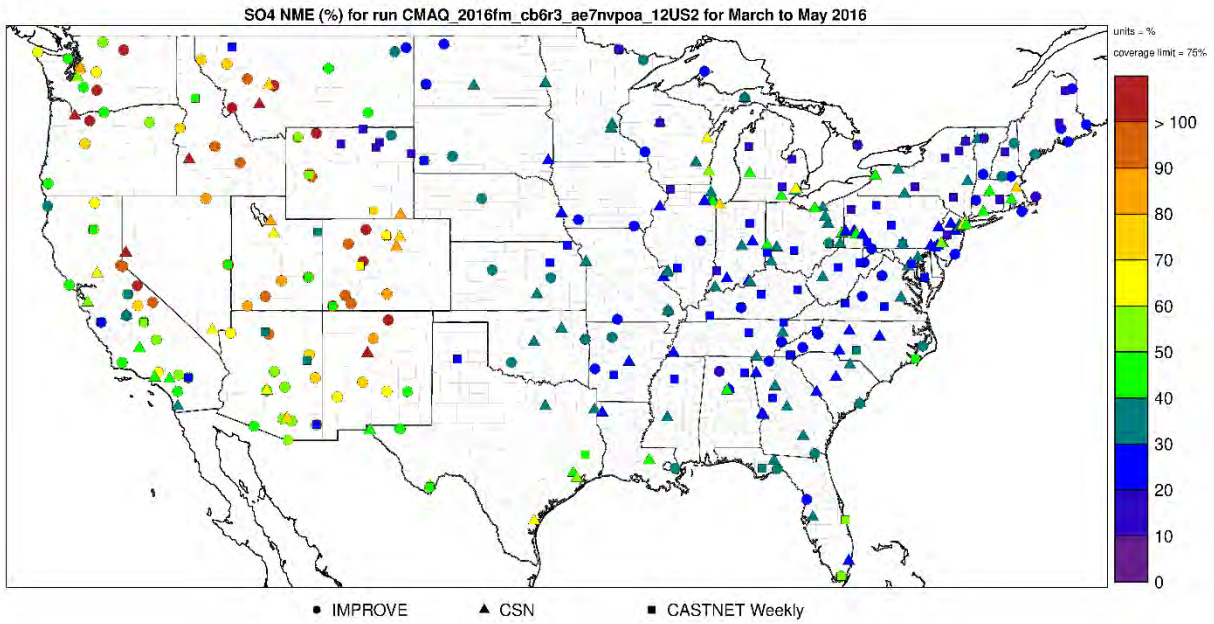 SO4 NME (%) for run CMAQ_2016fm_cb6r3_ae7nvpoa_12US2 for March to May 2016
units = %
coverage limit = 75%
> 100
90
80
70
60
50
40
30
20
10
0
IMPROVE
CSN
CASTNET Weekly